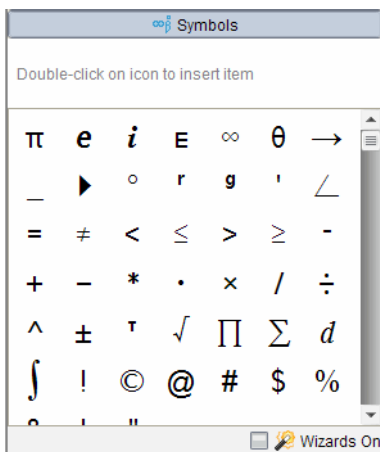 ∞β° Symbols
Double-click on icon to insert item
π e i E ∞ θ →
_ ▶ ° r g ' ∠
= ≠ < ≤ > ≥ -
+ − * · × / ÷
^ ± ᵀ √ ∏ ∑ d
∫ ! © @ # $ %
Wizards On